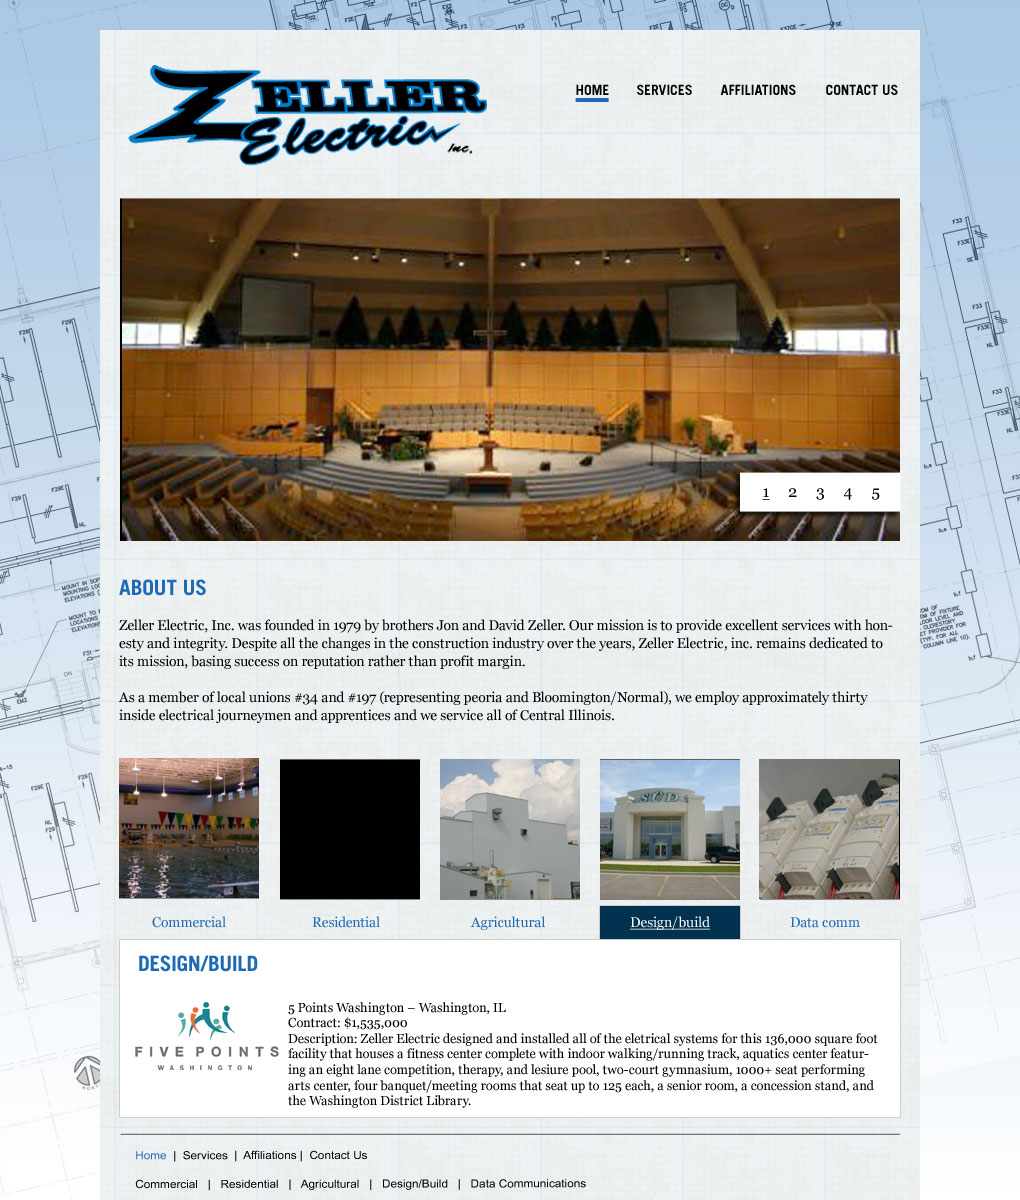 ZELLER
Electric
Inc.
HOME SERVICES AFFILIATIONS CONTACT US
1 2 3 4 5
ABOUT US
Zeller Electric, Inc. was founded in 1979 by brothers Jon and David Zeller. Our mission is to provide excellent services with hon-
esty and integrity. Despite all the changes in the construction industry over the years, Zeller Electric, inc. remains dedicated to
its mission, basing success on reputation rather than profit margin.
As a member of local unions #34 and #197 (representing peoria and Bloomington/Normal), we employ approximately thirty
inside electrical journeymen and apprentices and we service all of Central Illinois.
SUD
Commercial Residential Agricultural Design/build Data comm
DESIGN/BUILD
FIVE POINTS
WASHINGTON
5 Points Washington – Washington, IL
Contract: $1,535,000
Description: Zeller Electric designed and installed all of the eletrical systems for this 136,000 square foot
facility that houses a fitness center complete with indoor walking/running track, aquatics center featur-
ing an eight lane competition, therapy, and lesiure pool, two-court gymnasium, 1000+ seat performing
arts center, four banquet/meeting rooms that seat up to 125 each, a senior room, a concession stand, and
the Washington District Library.
Home | Services | Affiliations | Contact Us
Commercial | Residential | Agricultural | Design/Build | Data Communications